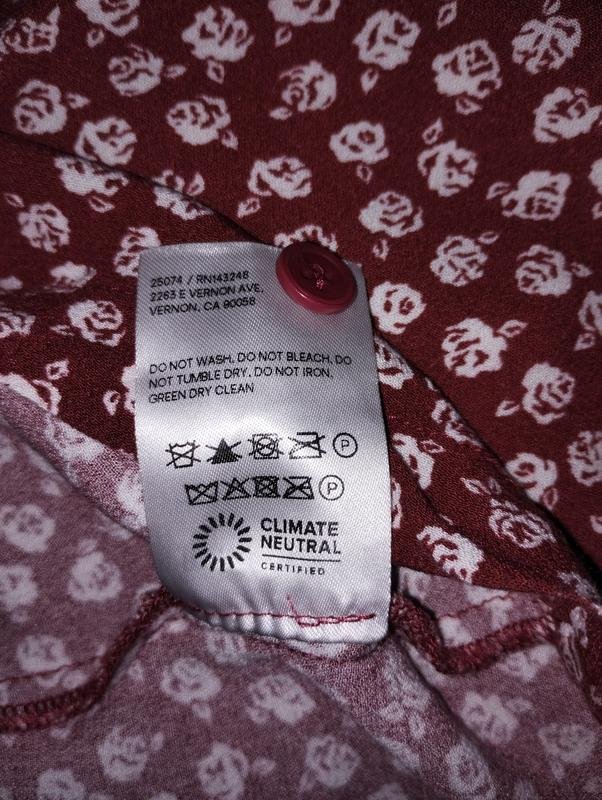 25074 / RN143248
2263 E VERNON AVE,
VERNON, CA 90058
DO NOT WASH. DO NOT BLEACH. DO
NOT TUMBLE DRY. DO NOT IRON.
GREEN DRY CLEAN
P
P
CLIMATE
NEUTRAL
CERTIFIED